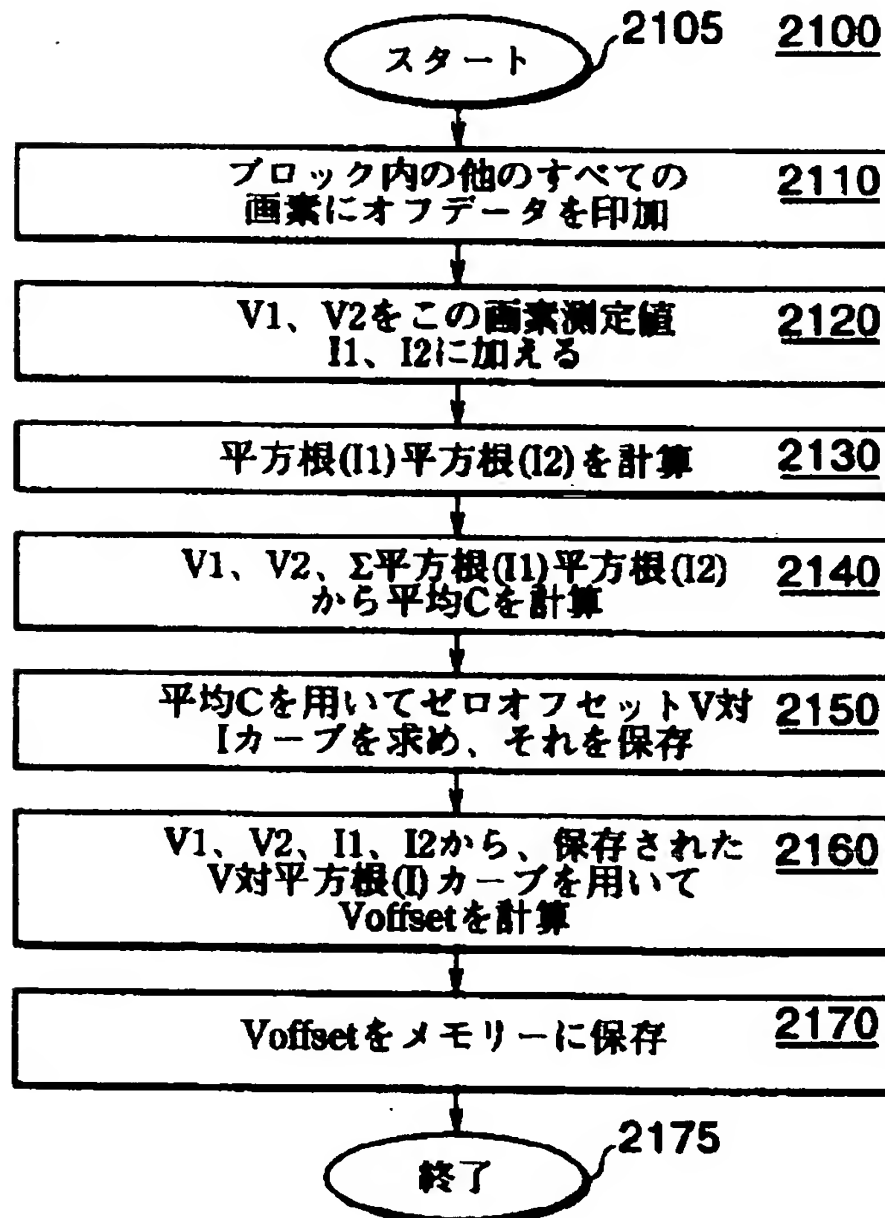 2100
スタート 2105
ブロック内の他のすべての 2110
画素にオフデータを印加
V1、V2をこの画素測定値 2120
I1、I2に加える
平方根(I1)平方根(I2)を計算 2130
V1、V2、Σ平方根(I1)平方根(I2) 2140
から平均Cを計算
平均Cを用いてゼロオフセットV対 2150
Iカーブを求め、それを保存
V1、V2、I1、I2から、保存された 2160
V対平方根(I)カーブを用いて
Voffsetを計算
Voffsetをメモリーに保存 2170
終了 2175